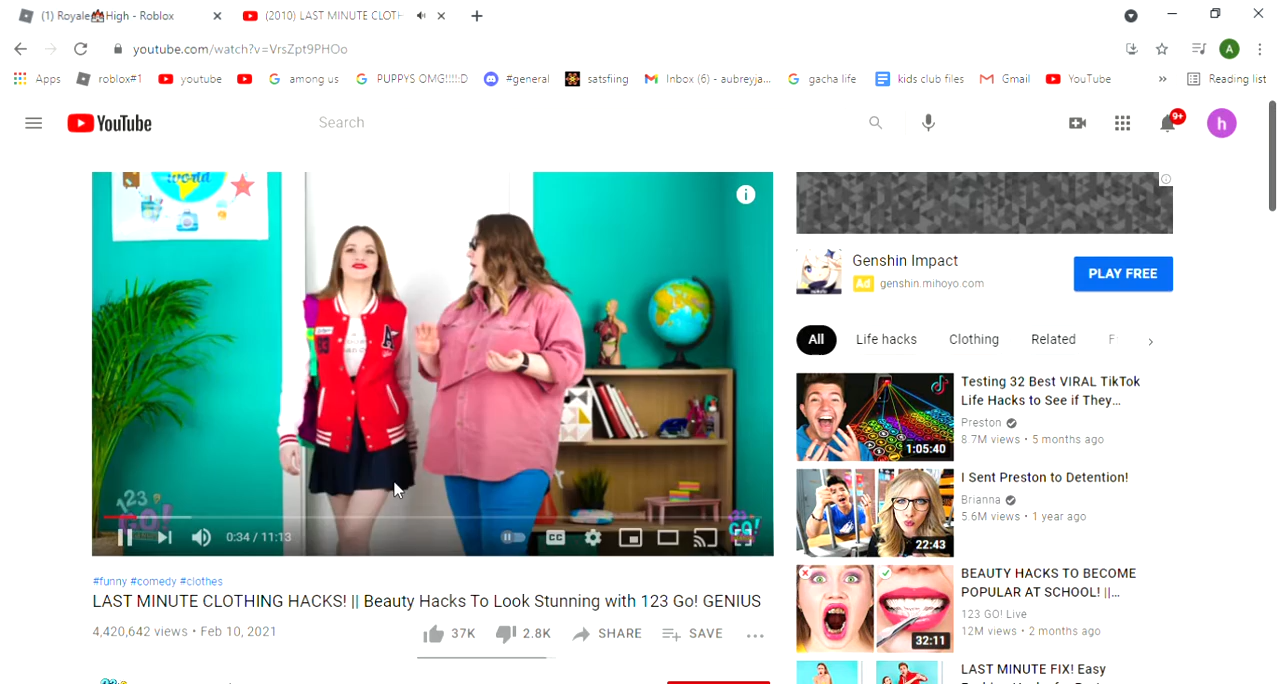 (1) Royale High - Roblox
(2010) LAST MINUTE CLOTH
youtube.com/watch?v=VrsZpt9PHOo
A
Apps
roblox#1
youtube
among us
PUPPYS OMG!!!!:D
#general
satsfiing
Inbox (6) - aubreyja...
gacha life
kids club files
Gmail
YouTube
»
Reading list
YouTube
Search
9+
h
world
i
A
123
GO!
0:34 / 11:13
CC
GO!
#funny #comedy #clothes
LAST MINUTE CLOTHING HACKS! || Beauty Hacks To Look Stunning with 123 Go! GENIUS
4,420,642 views • Feb 10, 2021
37K
2.8K
SHARE
SAVE
...
Genshin Impact
Ad genshin.mihoyo.com
PLAY FREE
All
Life hacks
Clothing
Related
F
Testing 32 Best VIRAL TikTok
Life Hacks to See if They...
Preston
8.7M views • 5 months ago
1:05:40
I Sent Preston to Detention!
Brianna
5.6M views • 1 year ago
22:43
BEAUTY HACKS TO BECOME
POPULAR AT SCHOOL! ||...
123 GO! Live
12M views • 2 months ago
32:11
LAST MINUTE FIX! Easy